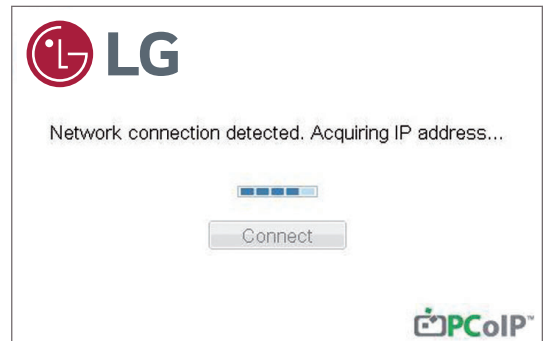 LG
Network connection detected. Acquiring IP address...
Connect
PCoIP™